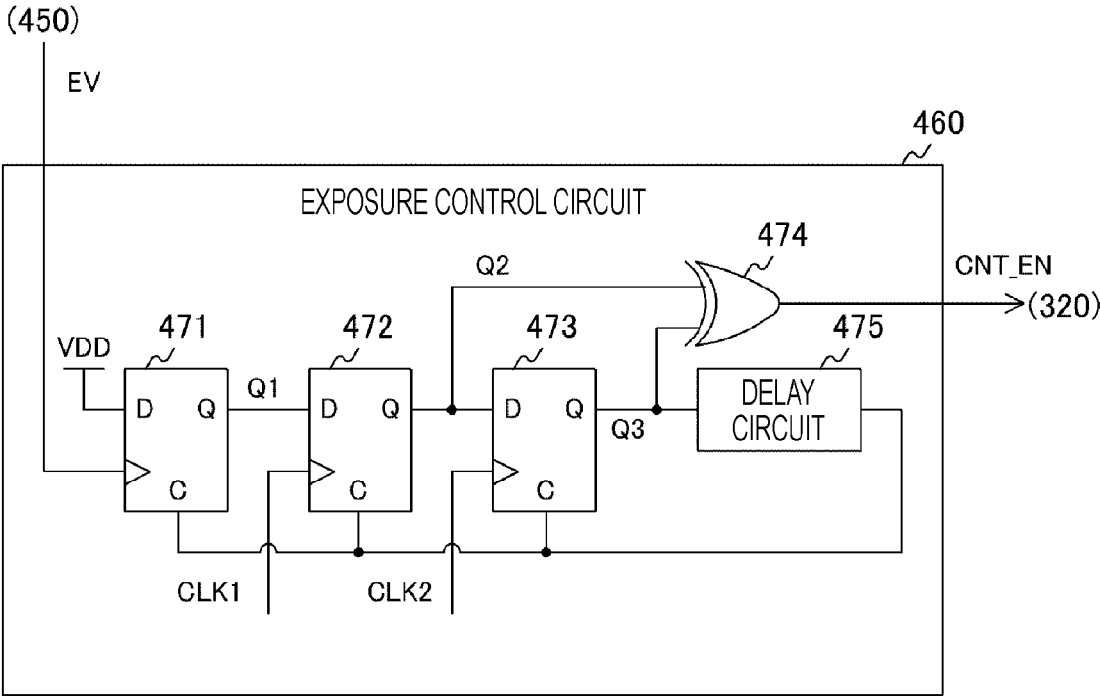 (450)
EV
460
EXPOSURE CONTROL CIRCUIT
474
Q2
CNT_EN
(320)
471
472
473
475
VDD
D Q
Q1
D Q
D Q
Q3
DELAY
CIRCUIT
C
C
C
CLK1
CLK2